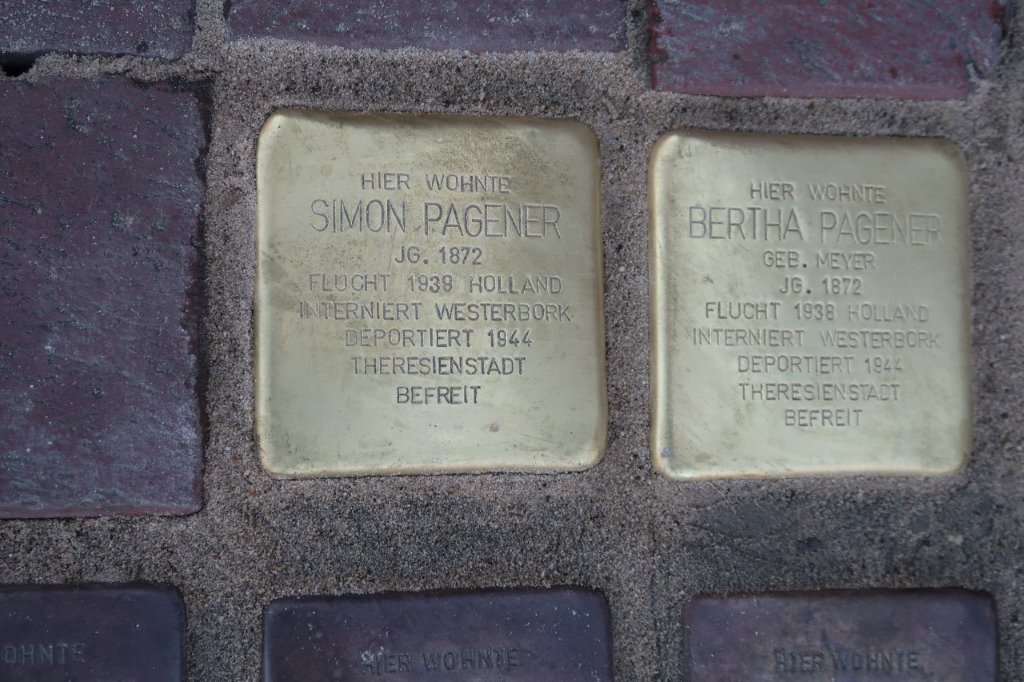 HIER WOHNTE
SIMON PAGENER
JG. 1872
FLUCHT 1939 HOLLAND
INTERNIERT WESTERBORK
DEPORTIERT 1944
THERESIENSTADT
BEFREIT
HIER WOHNTE
BERTHA PAGENER
GEB. MEYER
JG. 1872
FLUCHT 1938 HOLLAND
INTERNIERT WESTERBORK
DEPORTIERT 1944
THERESIENSTADT
BEFREIT
OHNTE
HIER WOHNTE
HIER WOHNTE